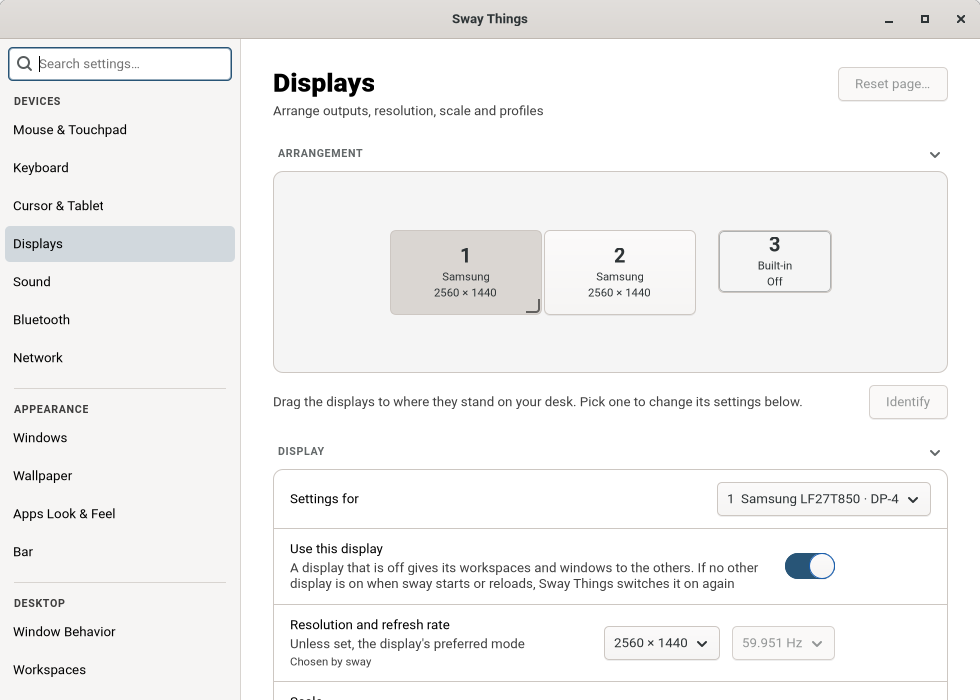 Sway Things
Search settings…
DEVICES
Mouse & Touchpad
Keyboard
Cursor & Tablet
Displays
Sound
Bluetooth
Network
APPEARANCE
Windows
Wallpaper
Apps Look & Feel
Bar
DESKTOP
Window Behavior
Workspaces
Displays
Reset page…
Arrange outputs, resolution, scale and profiles
ARRANGEMENT
1
Samsung
2560 × 1440
2
Samsung
2560 × 1440
3
Built-in
Off
Drag the displays to where they stand on your desk. Pick one to change its settings below.
Identify
DISPLAY
Settings for
1 Samsung LF27T850 · DP-4
Use this display
A display that is off gives its workspaces and windows to the others. If no other
display is on when sway starts or reloads, Sway Things switches it on again
Resolution and refresh rate
Unless set, the display's preferred mode
Chosen by sway
2560 × 1440
59.951 Hz